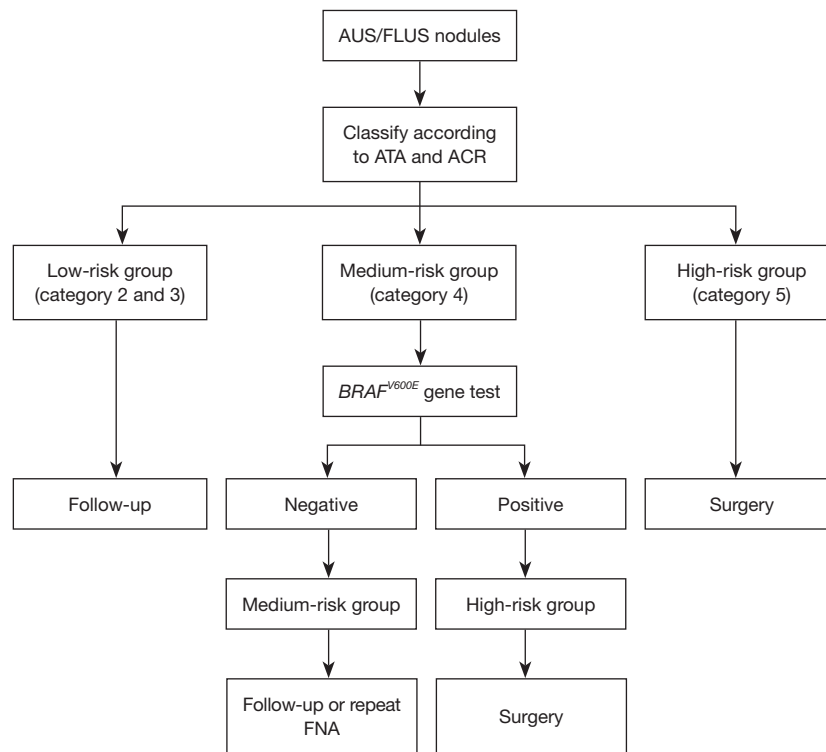 AUS/FLUS nodules
Classify according
to ATA and ACR
Low-risk group
(category 2 and 3)
Medium-risk group
(category 4)
High-risk group
(category 5)
BRAF^V600E gene test
Follow-up
Negative
Positive
Surgery
Medium-risk group
High-risk group
Follow-up or repeat
FNA
Surgery